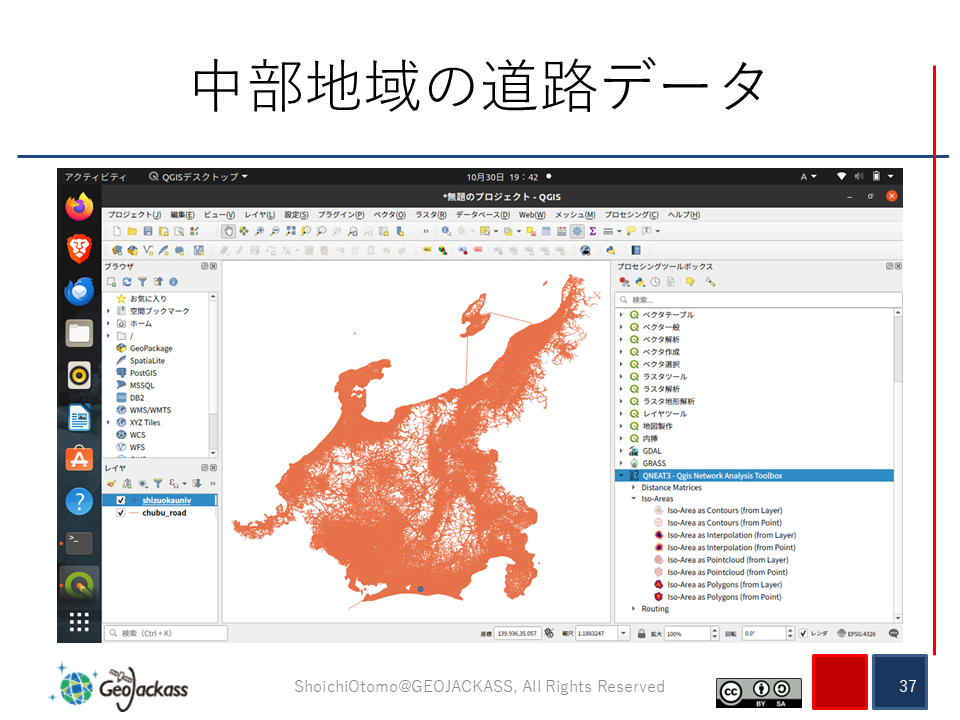 中部地域の道路データ
アクティビティ QGISデスクトップ 10月30日 19:42 A
*無題のプロジェクト - QGIS
プロジェクト(J) 編集(E) ビュー(V) レイヤ(L) 設定(S) プラグイン(P) ベクタ(O) ラスタ(R) データベース(D) Web(W) メッシュ(M) プロセシング(C) ヘルプ(H)
ブラウザ
お気に入り
空間ブックマーク
ホーム
/
GeoPackage
SpatiaLite
PostGIS
MSSQL
DB2
WMS/WMTS
XYZ Tiles
WCS
WFS
レイヤ
shizuokauniv
chubu_road
プロセシングツールボックス
検索...
ベクタテーブル
ベクタ一般
ベクタ解析
ベクタ作成
ベクタ選択
ラスタツール
ラスタ解析
ラスタ地形解析
レイヤツール
地図製作
内挿
GDAL
GRASS
QNEAT3 - Qgis Network Analysis Toolbox
Distance Matrices
Iso-Areas
Iso-Area as Contours (from Layer)
Iso-Area as Contours (from Point)
Iso-Area as Interpolation (from Layer)
Iso-Area as Interpolation (from Point)
Iso-Area as Pointcloud (from Layer)
Iso-Area as Pointcloud (from Point)
Iso-Area as Polygons (from Layer)
Iso-Area as Polygons (from Point)
Routing
検索 (Ctrl + K) 座標 139.936,35.057 縮尺 1:1883247 拡大 100% 回転 0.0° レンダ EPSG:4326
GeoJackass
ShoichiOtomo@GEOJACKASS, All Rights Reserved
cc BY SA
37